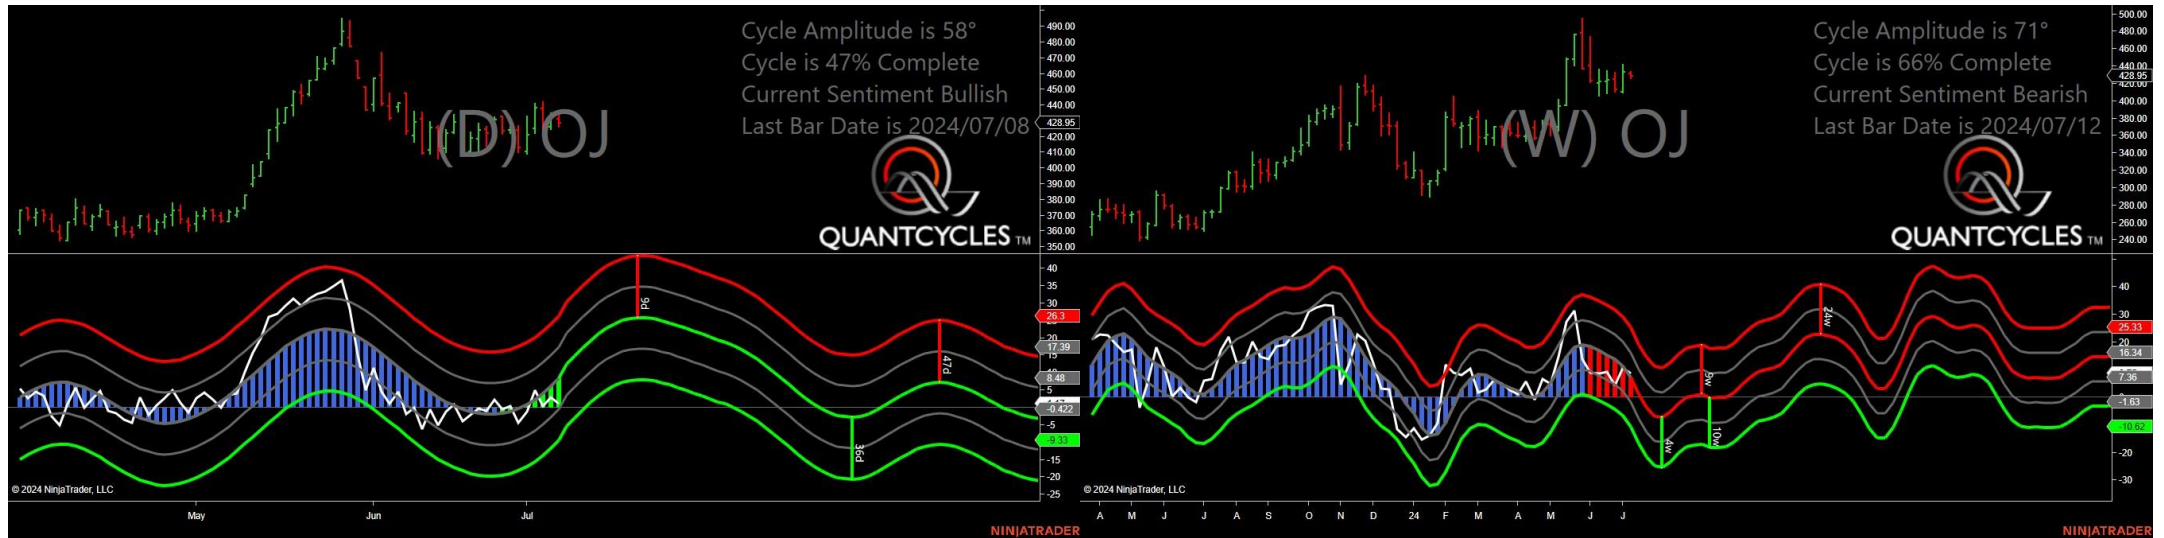 Cycle Amplitude is 58°
Cycle is 47% Complete
Current Sentiment Bullish
Last Bar Date is 2024/07/08
(D) OJ
QUANTCYCLES TM
490.00
480.00
470.00
460.00
450.00
440.00
428.95
420.00
410.00
400.00
390.00
380.00
370.00
360.00
350.00
9d
47d
36d
40
35
30
26.3
20
17.39
15
8.48
5
-0.422
-5
-9.33
-15
-20
-25
© 2024 NinjaTrader, LLC
May Jun Jul
NINJATRADER
Cycle Amplitude is 71°
Cycle is 66% Complete
Current Sentiment Bearish
Last Bar Date is 2024/07/12
(W) OJ
QUANTCYCLES TM
500.00
480.00
460.00
440.00
428.95
420.00
400.00
380.00
360.00
340.00
320.00
300.00
280.00
260.00
240.00
24w
9w
4w
10w
40
30
25.33
20
16.34
7.36
-1.63
-10.62
-20
-30
© 2024 NinjaTrader, LLC
A M J J A S O N D 24 F M A M J J
NINJATRADER